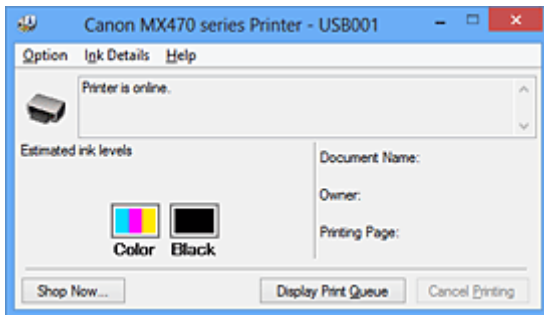 Canon MX470 series Printer - USB001
Option Ink Details Help
Printer is online.
Estimated ink levels
Document Name:
Owner:
Printing Page:
Color Black
Shop Now... Display Print Queue Cancel Printing